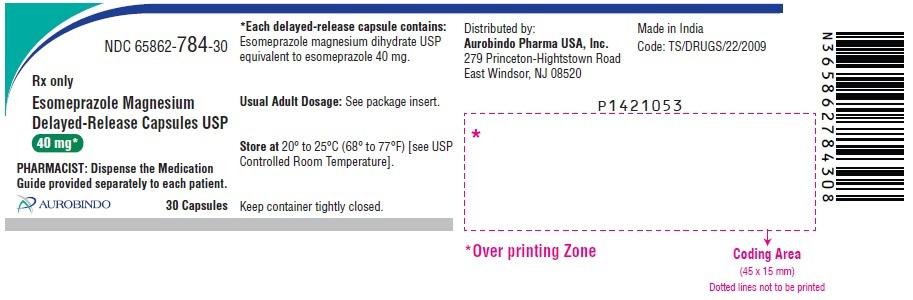 NDC 65862-784-30
Rx only
Esomeprazole Magnesium
Delayed-Release Capsules USP
40 mg*
PHARMACIST: Dispense the Medication
Guide provided separately to each patient.
AUROBINDO
30 Capsules
*Each delayed-release capsule contains:
Esomeprazole magnesium dihydrate USP
equivalent to esomeprazole 40 mg.
Usual Adult Dosage: See package insert.
Store at 20° to 25°C (68° to 77°F) [see USP
Controlled Room Temperature].
Keep container tightly closed.
Distributed by:
Aurobindo Pharma USA, Inc.
279 Princeton-Hightstown Road
East Windsor, NJ 08520
Made in India
Code: TS/DRUGS/22/2009
P1421053
*
*Over printing Zone
Coding Area
(45 x 15 mm)
Dotted lines not to be printed
N365862784308